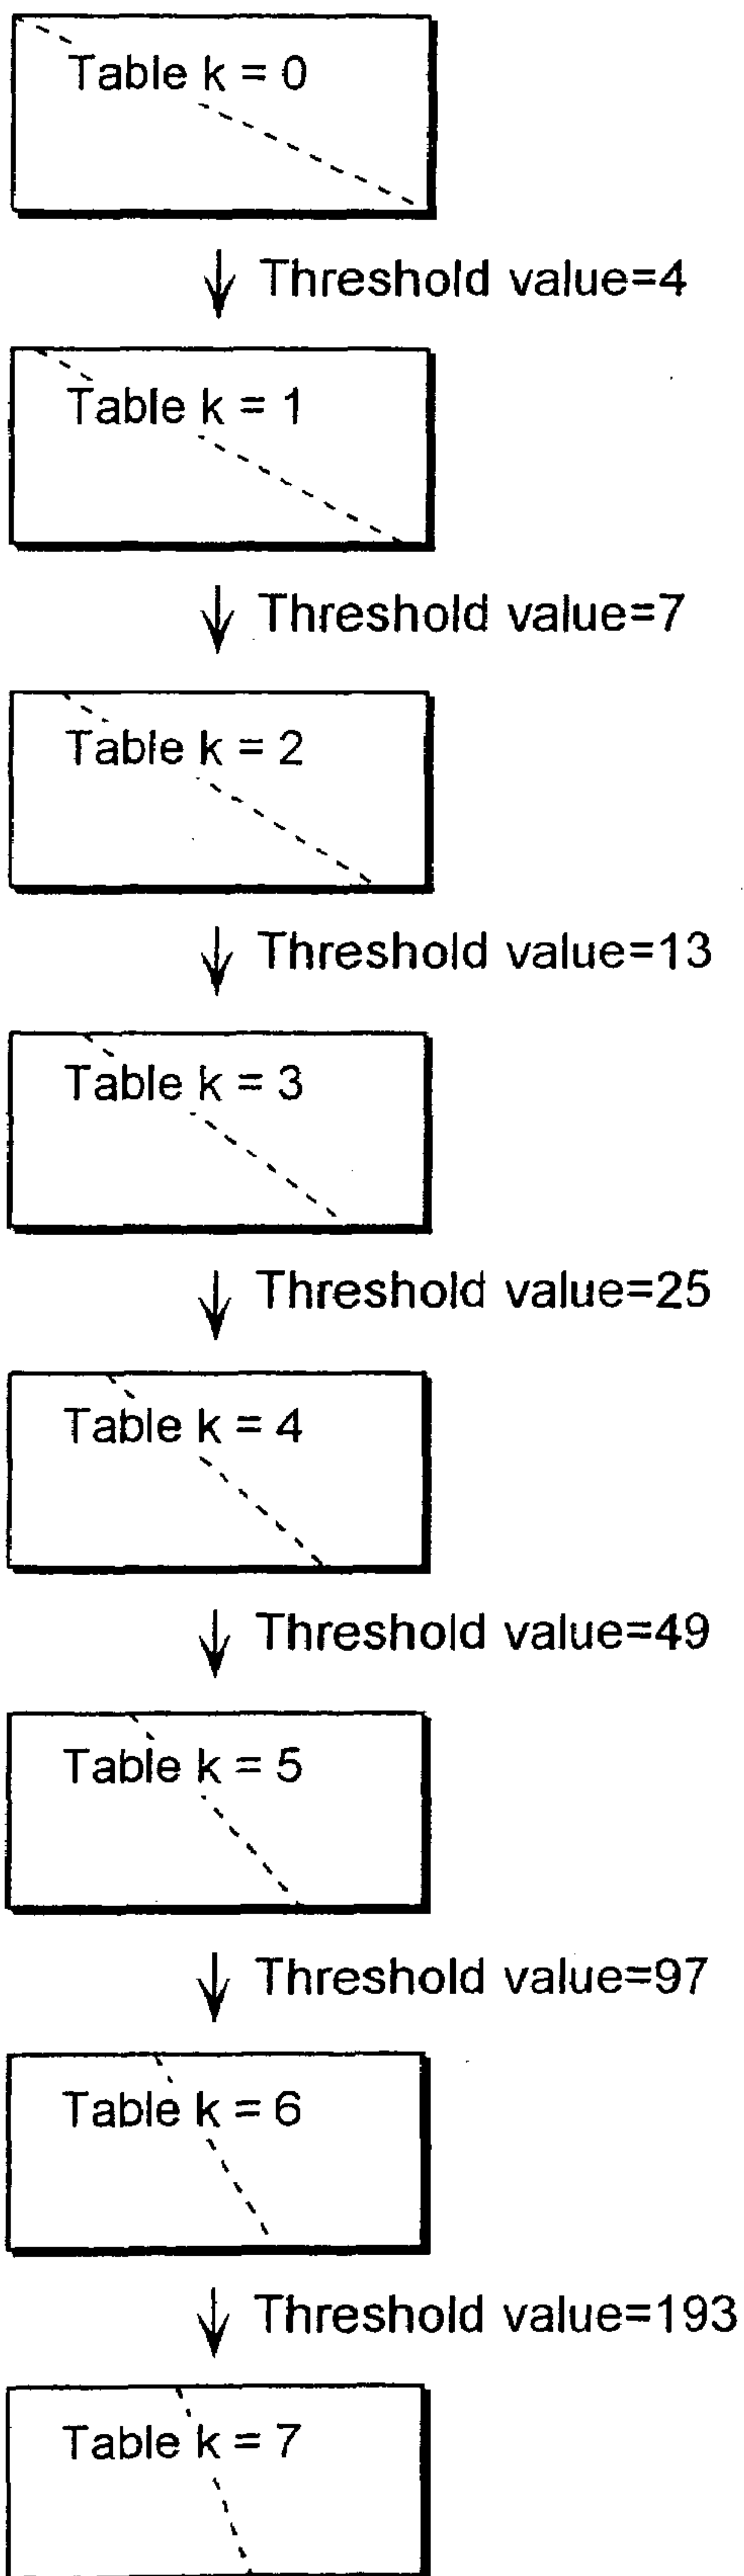 Table k = 0
Threshold value=4
Table k = 1
Threshold value=7
Table k = 2
Threshold value=13
Table k = 3
Threshold value=25
Table k = 4
Threshold value=49
Table k = 5
Threshold value=97
Table k = 6
Threshold value=193
Table k = 7